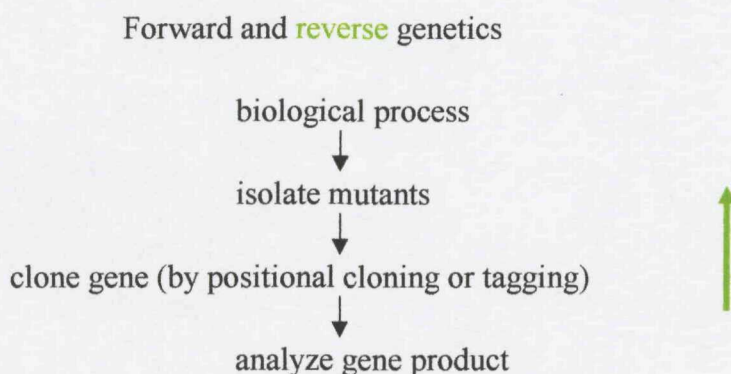 Forward and reverse genetics
biological process
isolate mutants
clone gene (by positional cloning or tagging)
analyze gene product